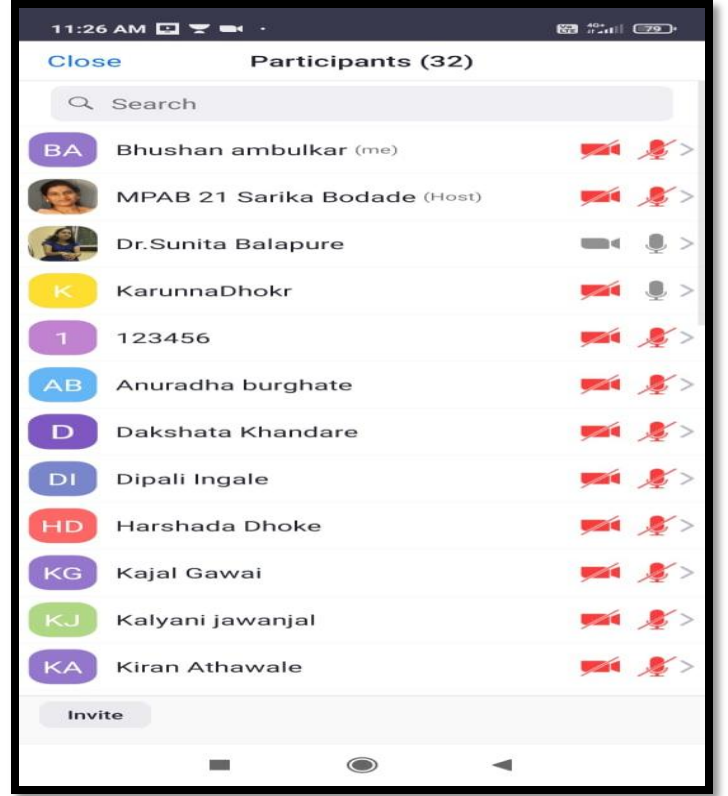 11:26 AM
79
Close Participants (32)
Search
BA Bhushan ambulkar (me)
MPAB 21 Sarika Bodade (Host)
Dr.Sunita Balapure
K KarunnaDhokr
1 123456
AB Anuradha burghate
D Dakshata Khandare
DI Dipali Ingale
HD Harshada Dhoke
KG Kajal Gawai
KJ Kalyani jawanjal
KA Kiran Athawale
Invite